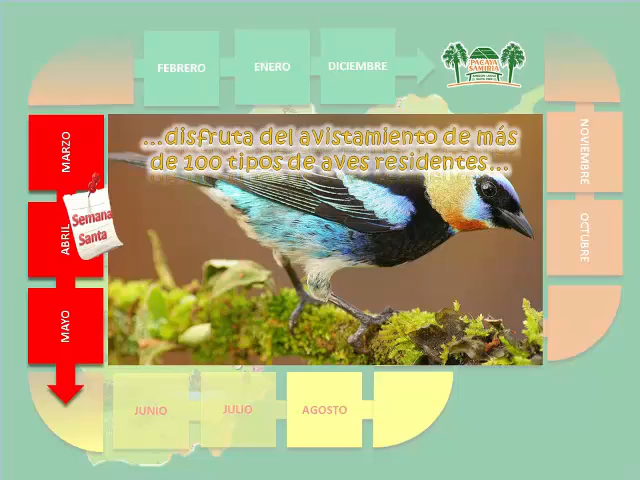 FEBRERO
ENERO
DICIEMBRE
PACAYA
SAMIRIA
MARZO
...disfruta del avistamiento de más
de 100 tipos de aves residentes...
NOVIEMBRE
Semana
Santa
ABRIL
OCTUBRE
MAYO
JUNIO
JULIO
AGOSTO